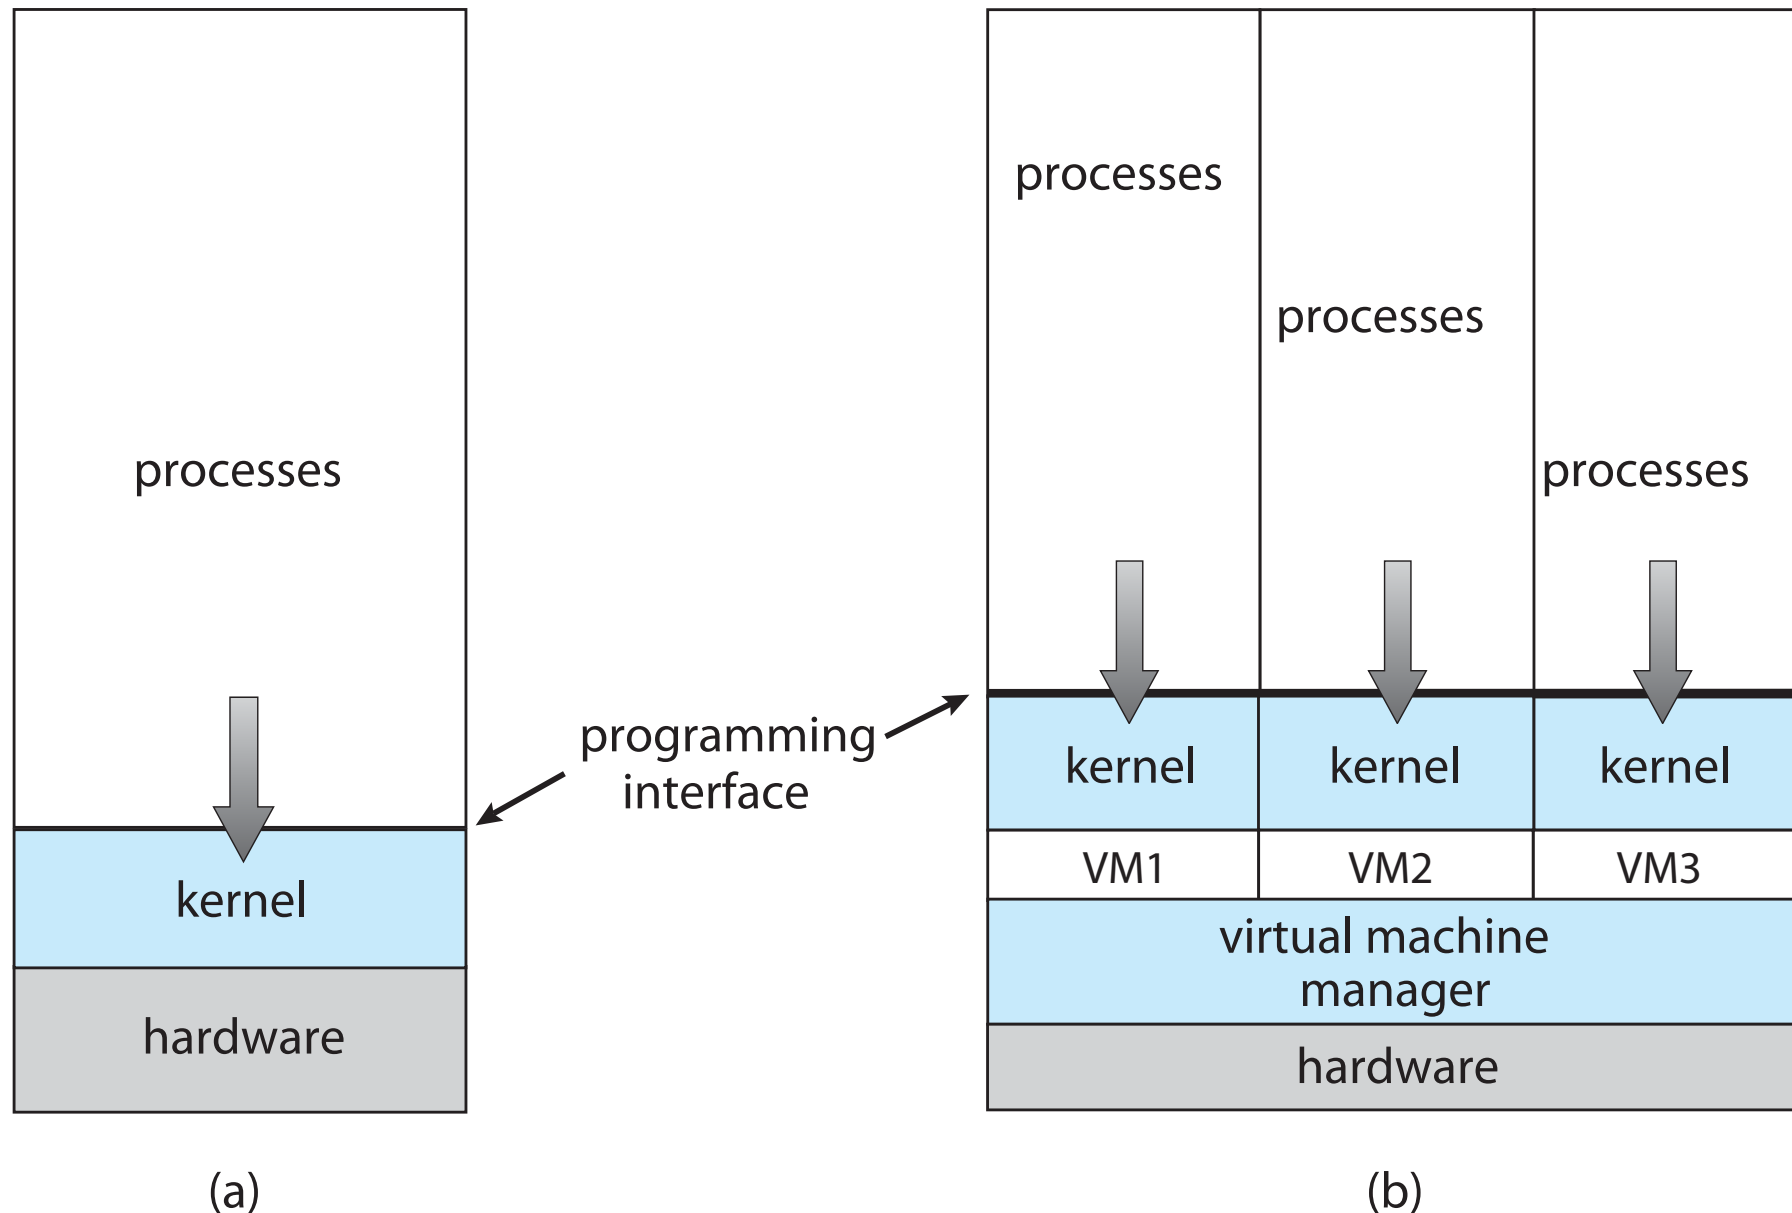 processes
kernel
hardware
(a)
programming
interface
processes
processes
processes
kernel
kernel
kernel
VM1
VM2
VM3
virtual machine
manager
hardware
(b)